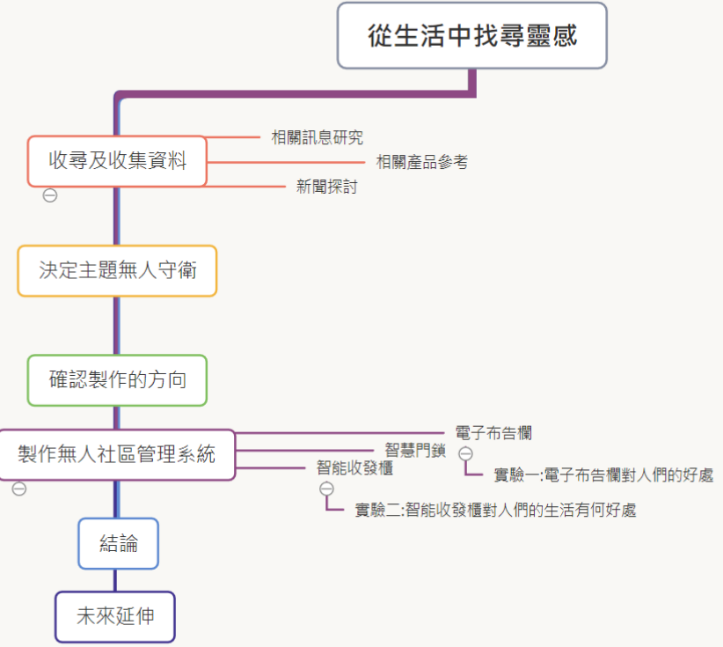 從生活中找尋靈感
收尋及收集資料
相關訊息研究
相關產品參考
新聞探討
決定主題無人守衛
確認製作的方向
製作無人社區管理系統
電子布告欄
智慧門鎖
智能收發櫃
實驗一:電子布告欄對人們的好處
實驗二:智能收發櫃對人們的生活有何好處
結論
未來延伸